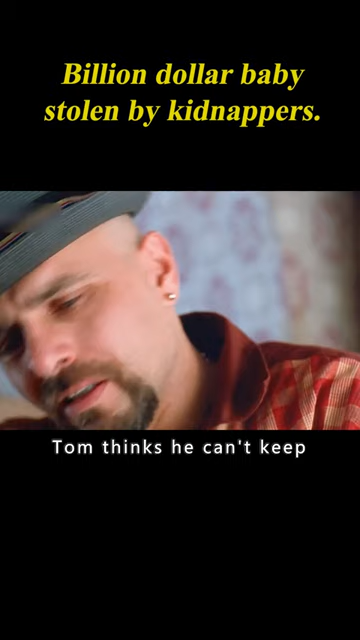 Billion dollar baby
stolen by kidnappers.
Tom thinks he can't keep